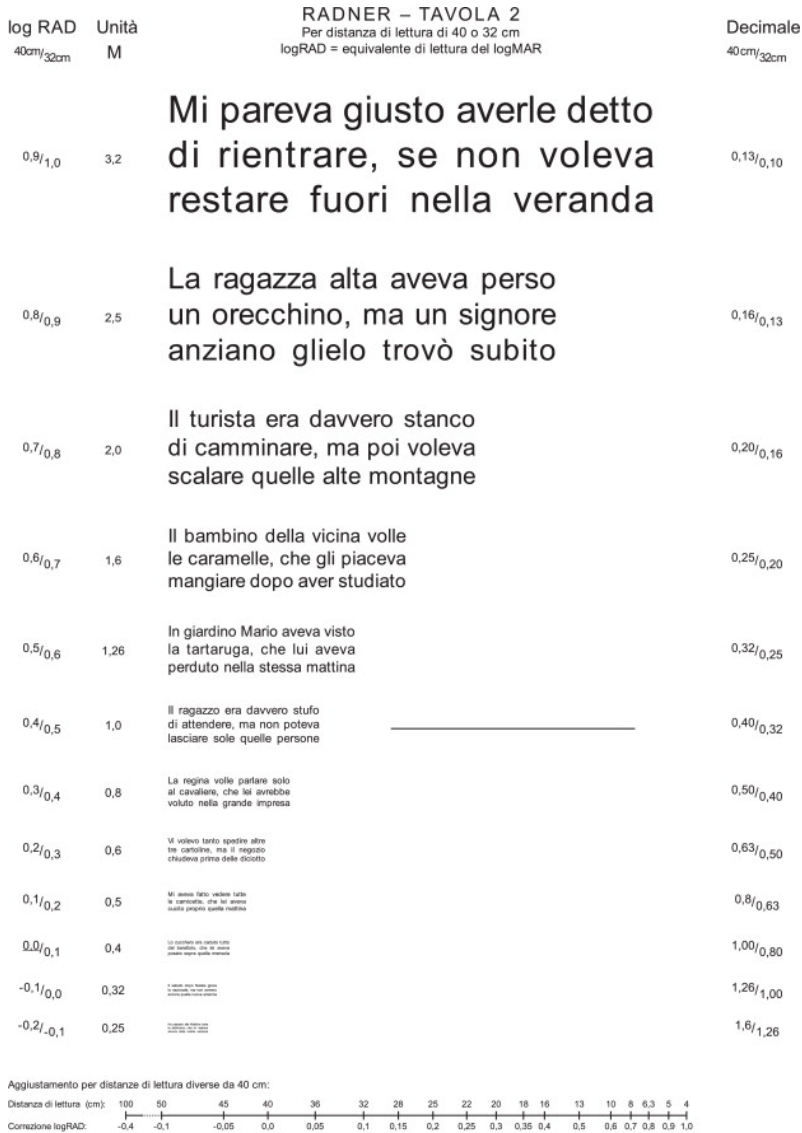 RADNER – TAVOLA 2
Per distanza di lettura di 40 o 32 cm
logRAD = equivalente di lettura del logMAR
log RAD Unità Decimale
40cm/32cm M 40cm/32cm
0,9/1,0 3,2 0,13/0,10
Mi pareva giusto averle detto
di rientrare, se non voleva
restare fuori nella veranda
0,8/0,9 2,5 0,16/0,13
La ragazza alta aveva perso
un orecchino, ma un signore
anziano glielo trovò subito
0,7/0,8 2,0 0,20/0,16
Il turista era davvero stanco
di camminare, ma poi voleva
scalare quelle alte montagne
0,6/0,7 1,6 0,25/0,20
Il bambino della vicina volle
le caramelle, che gli piaceva
mangiare dopo aver studiato
0,5/0,6 1,26 0,32/0,25
In giardino Mario aveva visto
la tartaruga, che lui aveva
perduto nella stessa mattina
0,4/0,5 1,0 0,40/0,32
Il ragazzo era davvero stufo
di attendere, ma non poteva
lasciare sole quelle persone
0,3/0,4 0,8 0,50/0,40
La regina volle parlare solo
al cavaliere, che lei avrebbe
voluto nella grande impresa
0,2/0,3 0,6 0,63/0,50
Vi volevo tanto spedire altre
tre cartoline, ma il negozio
chiudeva prima delle diciotto
0,1/0,2 0,5 0,8/0,63
Mi aveva fatto vedere tutte
le camicette, che lei aveva
cucito proprio quella mattina
0,0/0,1 0,4 1,00/0,80
-0,1/0,0 0,32 1,26/1,00
-0,2/-0,1 0,25 1,6/1,26
Aggiustamento per distanze di lettura diverse da 40 cm:
Distanza di lettura (cm): 100 50 45 40 36 32 28 25 22 20 18 16 13 10 8 6,3 5 4
Correzione logRAD: -0,4 -0,1 -0,05 0,0 0,05 0,1 0,15 0,2 0,25 0,3 0,35 0,4 0,5 0,6 0,7 0,8 0,9 1,0